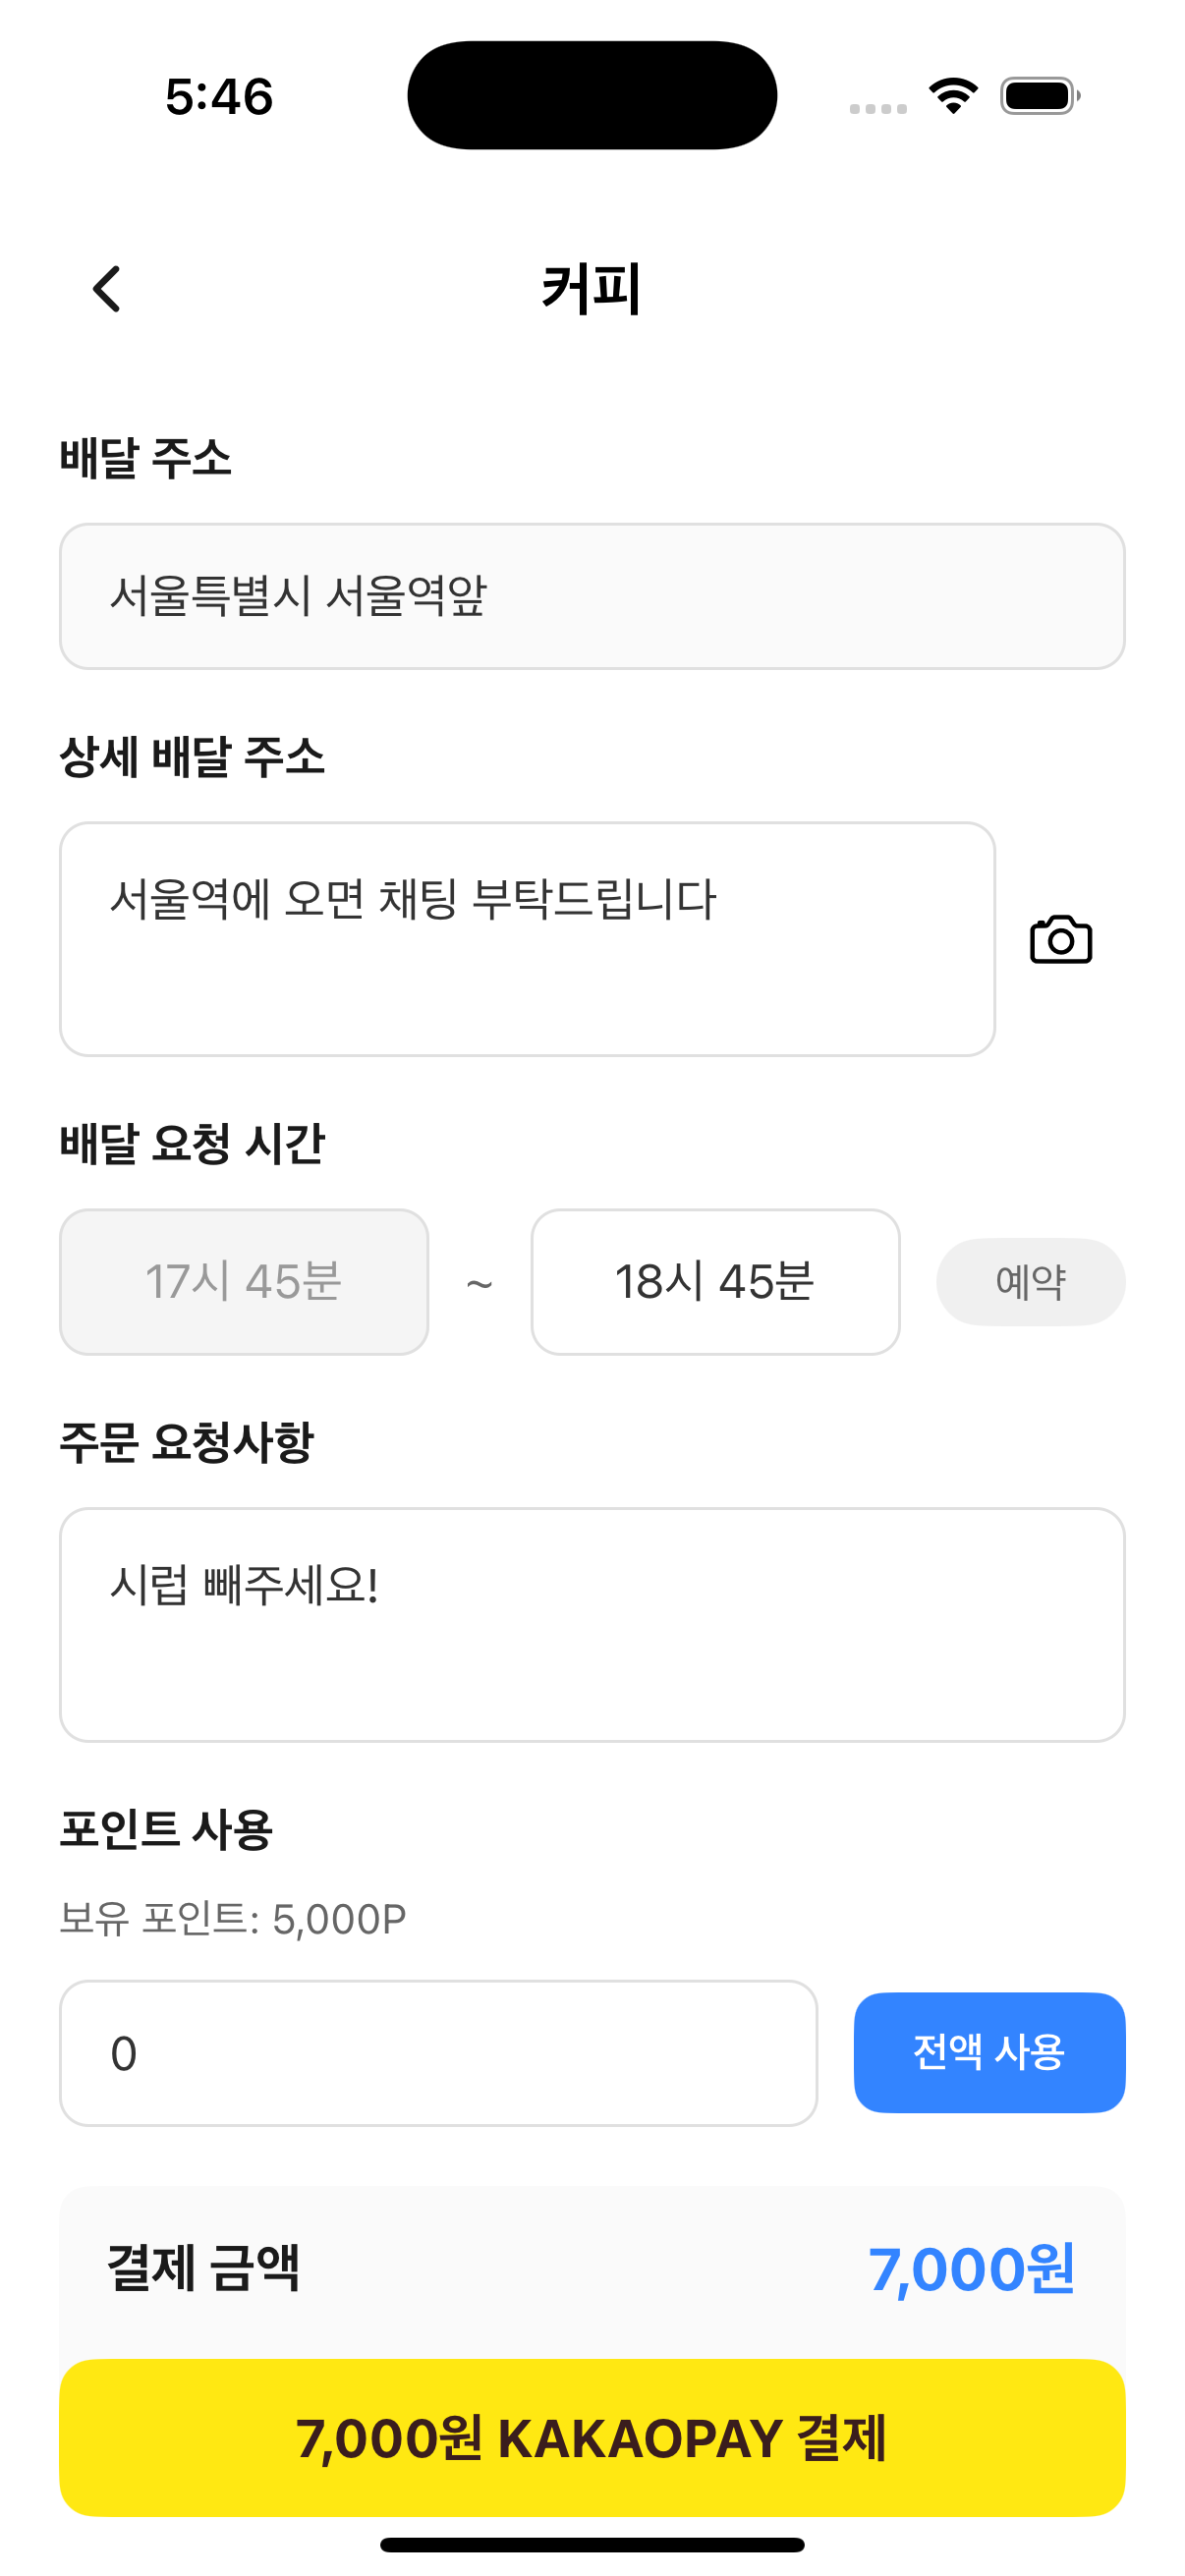 5:46
커피
배달 주소
서울특별시 서울역앞
상세 배달 주소
서울역에 오면 채팅 부탁드립니다
배달 요청 시간
17시 45분 ~ 18시 45분 예약
주문 요청사항
시럽 빼주세요!
포인트 사용
보유 포인트: 5,000P
0 전액 사용
결제 금액 7,000원
7,000원 KAKAOPAY 결제